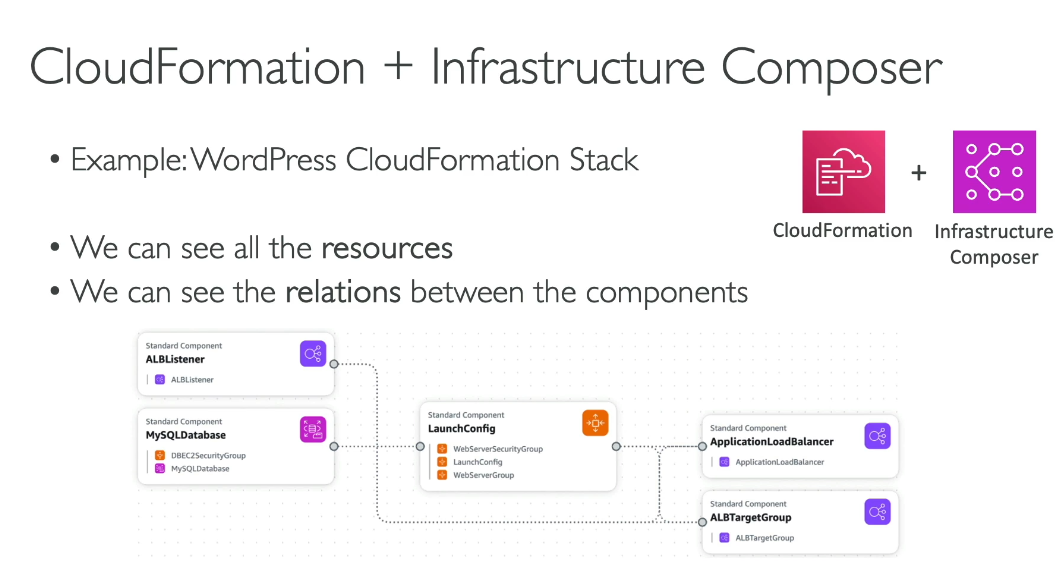 CloudFormation + Infrastructure Composer
• Example: WordPress CloudFormation Stack
• We can see all the resources
• We can see the relations between the components
+
CloudFormation
Infrastructure
Composer
Standard Component
ALBListener
ALBListener
Standard Component
MySQLDatabase
DBEC2SecurityGroup
MySQLDatabase
Standard Component
LaunchConfig
WebServerSecurityGroup
LaunchConfig
WebServerGroup
Standard Component
ApplicationLoadBalancer
ApplicationLoadBalancer
Standard Component
ALBTargetGroup
ALBTargetGroup